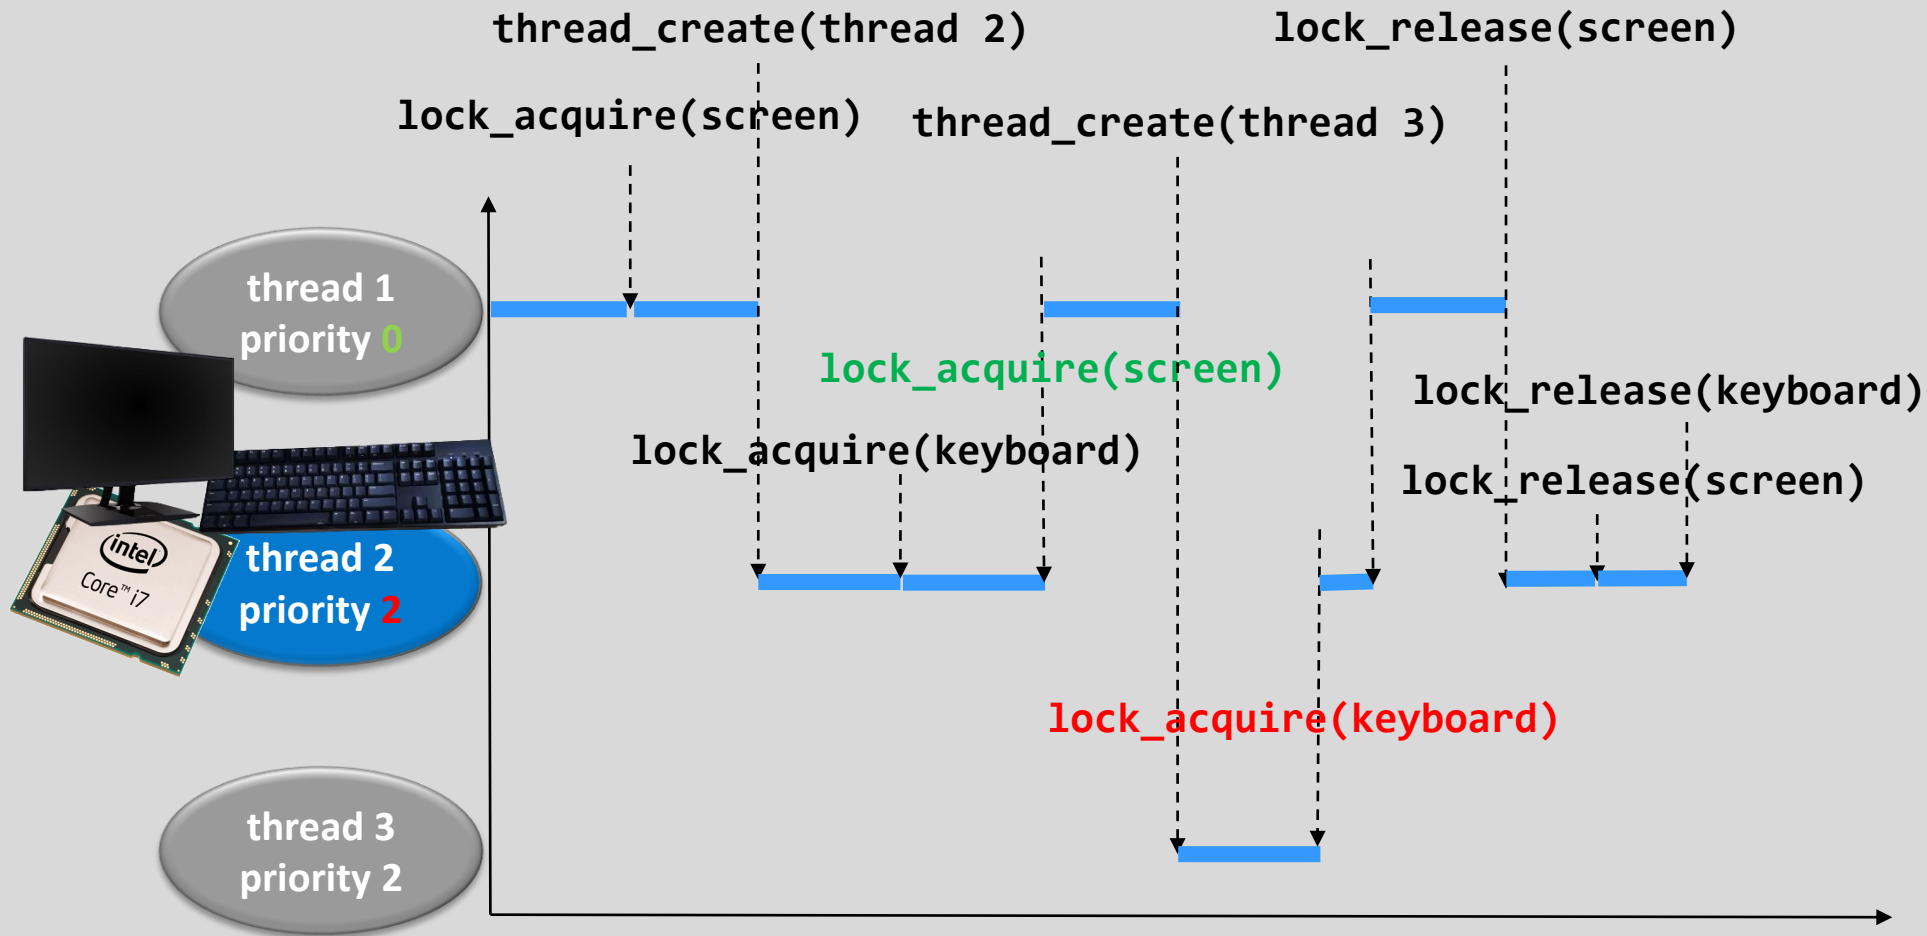 thread_create(thread 2)
lock_release(screen)
lock_acquire(screen)
thread_create(thread 3)
thread 1
priority 0
lock_acquire(screen)
lock_release(keyboard)
lock_acquire(keyboard)
lock_release(screen)
intel
Core™ i7
thread 2
priority 2
lock_acquire(keyboard)
thread 3
priority 2